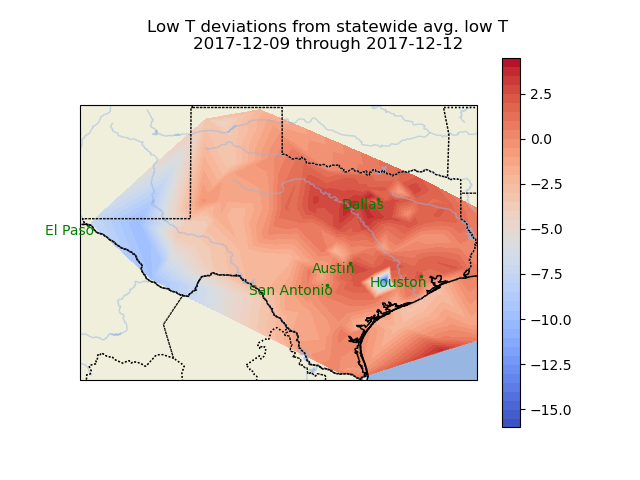 Low T deviations from statewide avg. low T
2017-12-09 through 2017-12-12
2.5
0.0
−2.5
−5.0
−7.5
−10.0
−12.5
−15.0
Dallas
El Paso
Austin
Houston
San Antonio